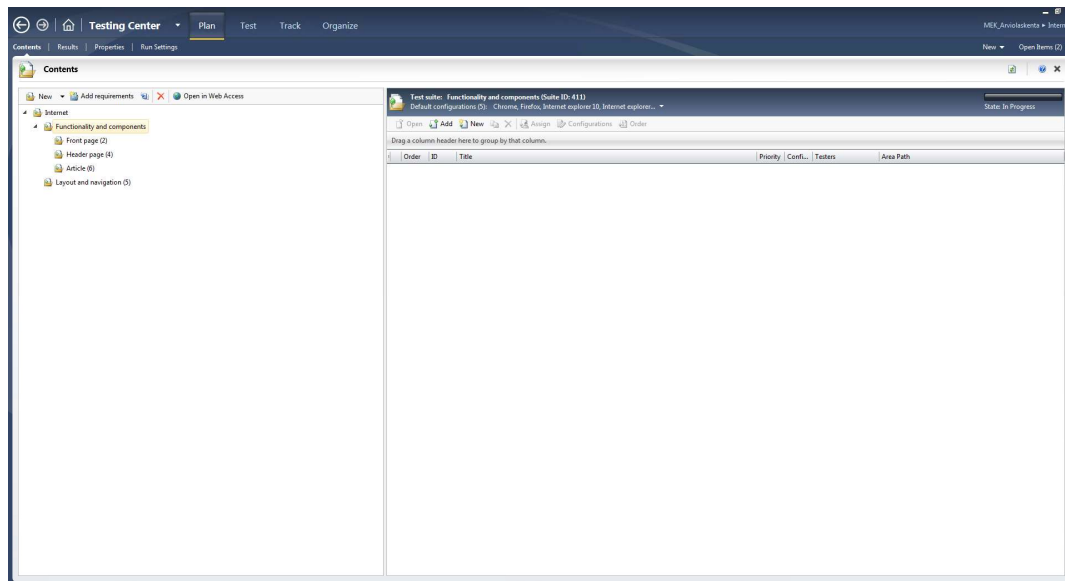 Testing Center Plan Test Track Organize MEK_Arviolaskenta ▸ Intern
Contents | Results | Properties | Run Settings New Open Items (2)
Contents
New Add requirements Open in Web Access
Internet
Functionality and components
Front page (2)
Header page (4)
Article (6)
Layout and navigation (5)
Test suite: Functionality and components (Suite ID: 411)
Default configurations (5): Chrome, Firefox, Internet explorer 10, Internet explorer...
State: In Progress
Open Add New Assign Configurations Order
Drag a column header here to group by that column.
Order ID Title Priority Confi... Testers Area Path